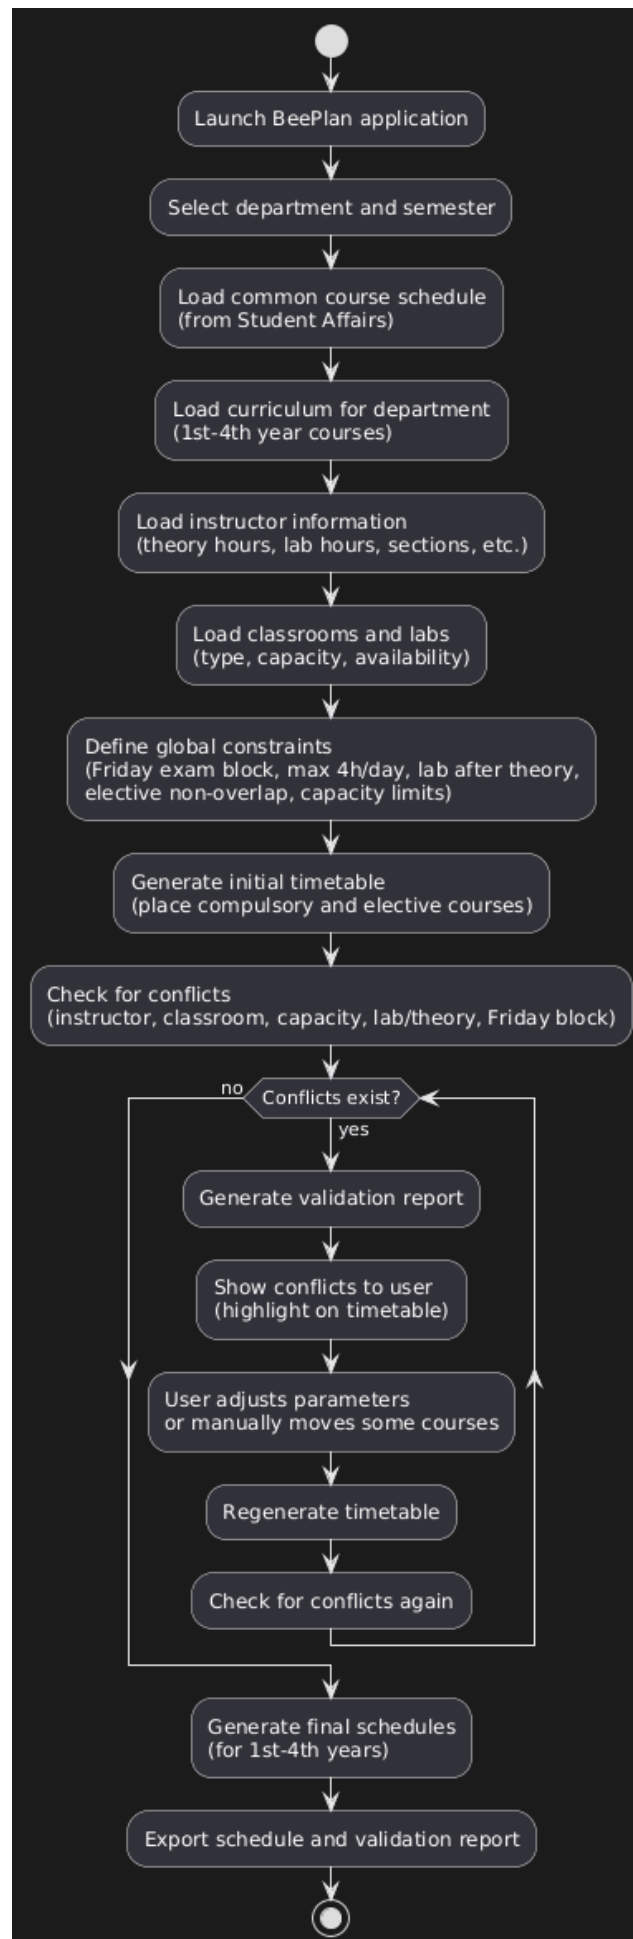 Launch BeePlan application
Select department and semester
Load common course schedule
(from Student Affairs)
Load curriculum for department
(1st-4th year courses)
Load instructor information
(theory hours, lab hours, sections, etc.)
Load classrooms and labs
(type, capacity, availability)
Define global constraints
(Friday exam block, max 4h/day, lab after theory,
elective non-overlap, capacity limits)
Generate initial timetable
(place compulsory and elective courses)
Check for conflicts
(instructor, classroom, capacity, lab/theory, Friday block)
no
Conflicts exist?
yes
Generate validation report
Show conflicts to user
(highlight on timetable)
User adjusts parameters
or manually moves some courses
Regenerate timetable
Check for conflicts again
Generate final schedules
(for 1st-4th years)
Export schedule and validation report